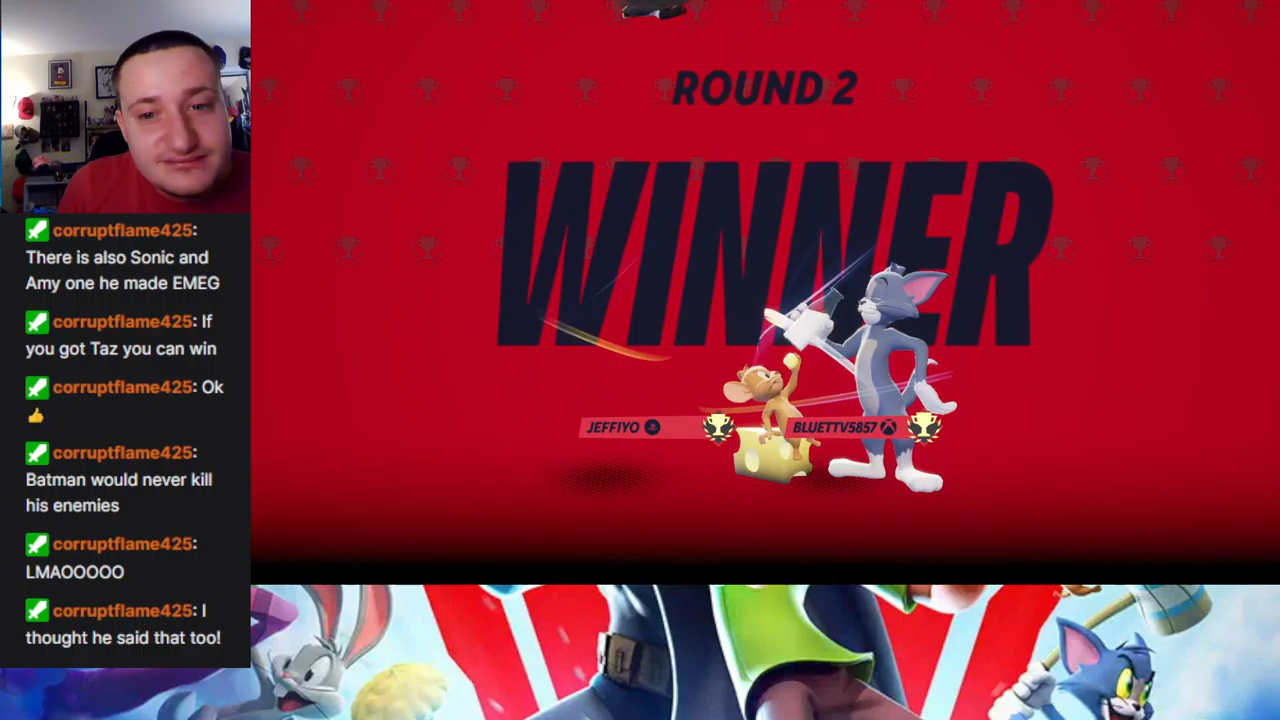 corruptflame425:
There is also Sonic and
Amy one he made EMEG
corruptflame425: If
you got Taz you can win
corruptflame425: Ok
👍
corruptflame425:
Batman would never kill
his enemies
corruptflame425:
LMAOOOOO
corruptflame425: I
thought he said that too!
ROUND 2
WINNER
JEFFIYO
BLUETTV5857